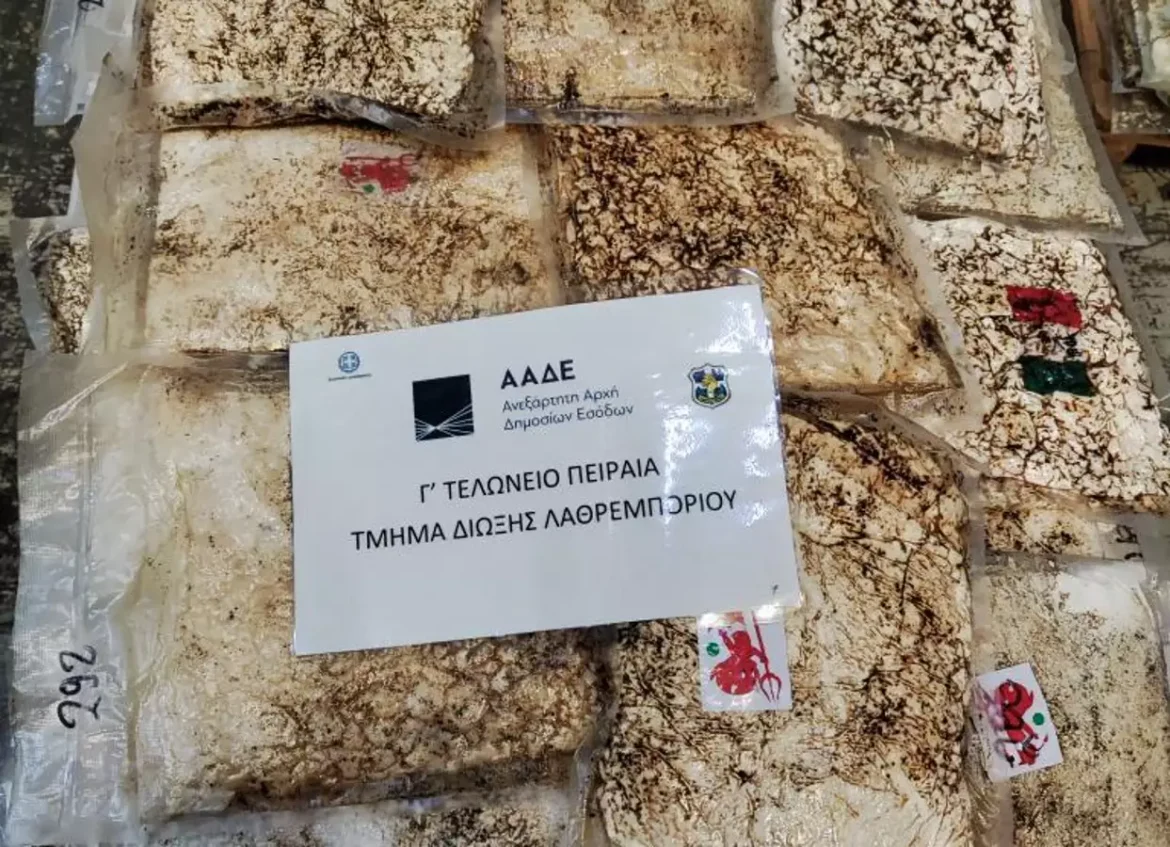 ΑΑΔΕ
Ανεξάρτητη Αρχή
Δημοσίων Εσόδων
Γ’ ΤΕΛΩΝΕΙΟ ΠΕΙΡΑΙΑ
ΤΜΗΜΑ ΔΙΩΞΗΣ ΛΑΘΡΕΜΠΟΡΙΟΥ
292